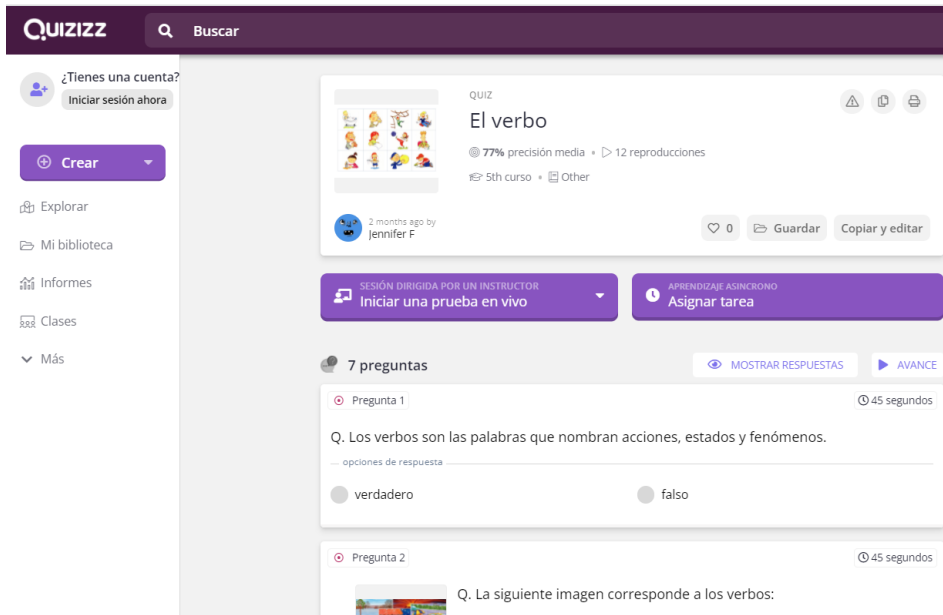 QUIZIZZ
Buscar
¿Tienes una cuenta?
Iniciar sesión ahora
Crear
Explorar
Mi biblioteca
Informes
Clases
Más
QUIZ
El verbo
77% precisión media • 12 reproducciones
5th curso • Other
2 months ago by
Jennifer F
0
Guardar
Copiar y editar
SESIÓN DIRIGIDA POR UN INSTRUCTOR
Iniciar una prueba en vivo
APRENDIZAJE ASINCRONO
Asignar tarea
7 preguntas
MOSTRAR RESPUESTAS
AVANCE
Pregunta 1
45 segundos
Q. Los verbos son las palabras que nombran acciones, estados y fenómenos.
opciones de respuesta
verdadero
falso
Pregunta 2
45 segundos
Q. La siguiente imagen corresponde a los verbos: